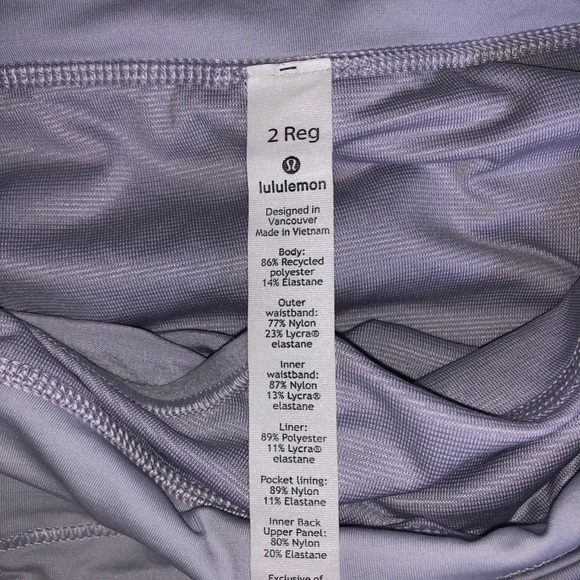 2 Reg
lululemon
Designed in
Vancouver
Made in Vietnam
Body:
86% Recycled
polyester
14% Elastane
Outer
waistband:
77% Nylon
23% Lycra®
elastane
Inner
waistband:
87% Nylon
13% Lycra®
elastane
Liner:
89% Polyester
11% Lycra®
elastane
Pocket lining:
89% Nylon
11% Elastane
Inner Back
Upper Panel:
80% Nylon
20% Elastane
Exclusive of